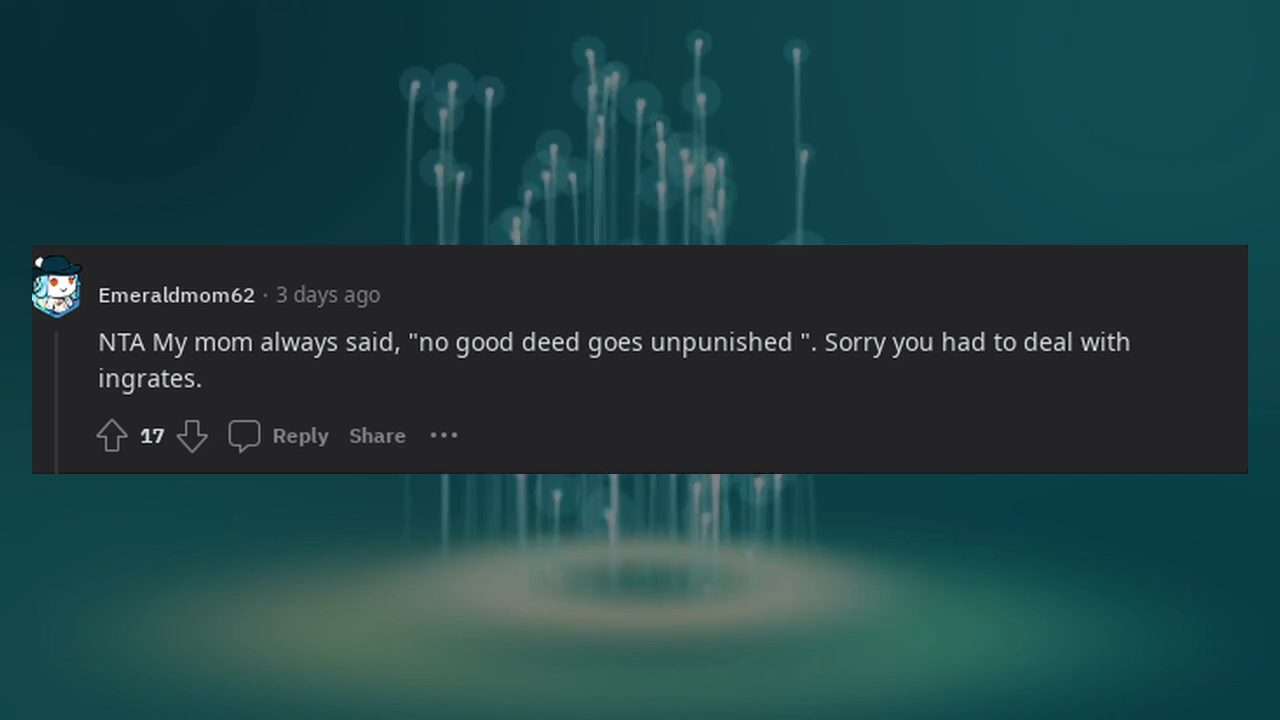 Emeraldmom62 · 3 days ago
NTA My mom always said, "no good deed goes unpunished ". Sorry you had to deal with
ingrates.
17 Reply Share ···